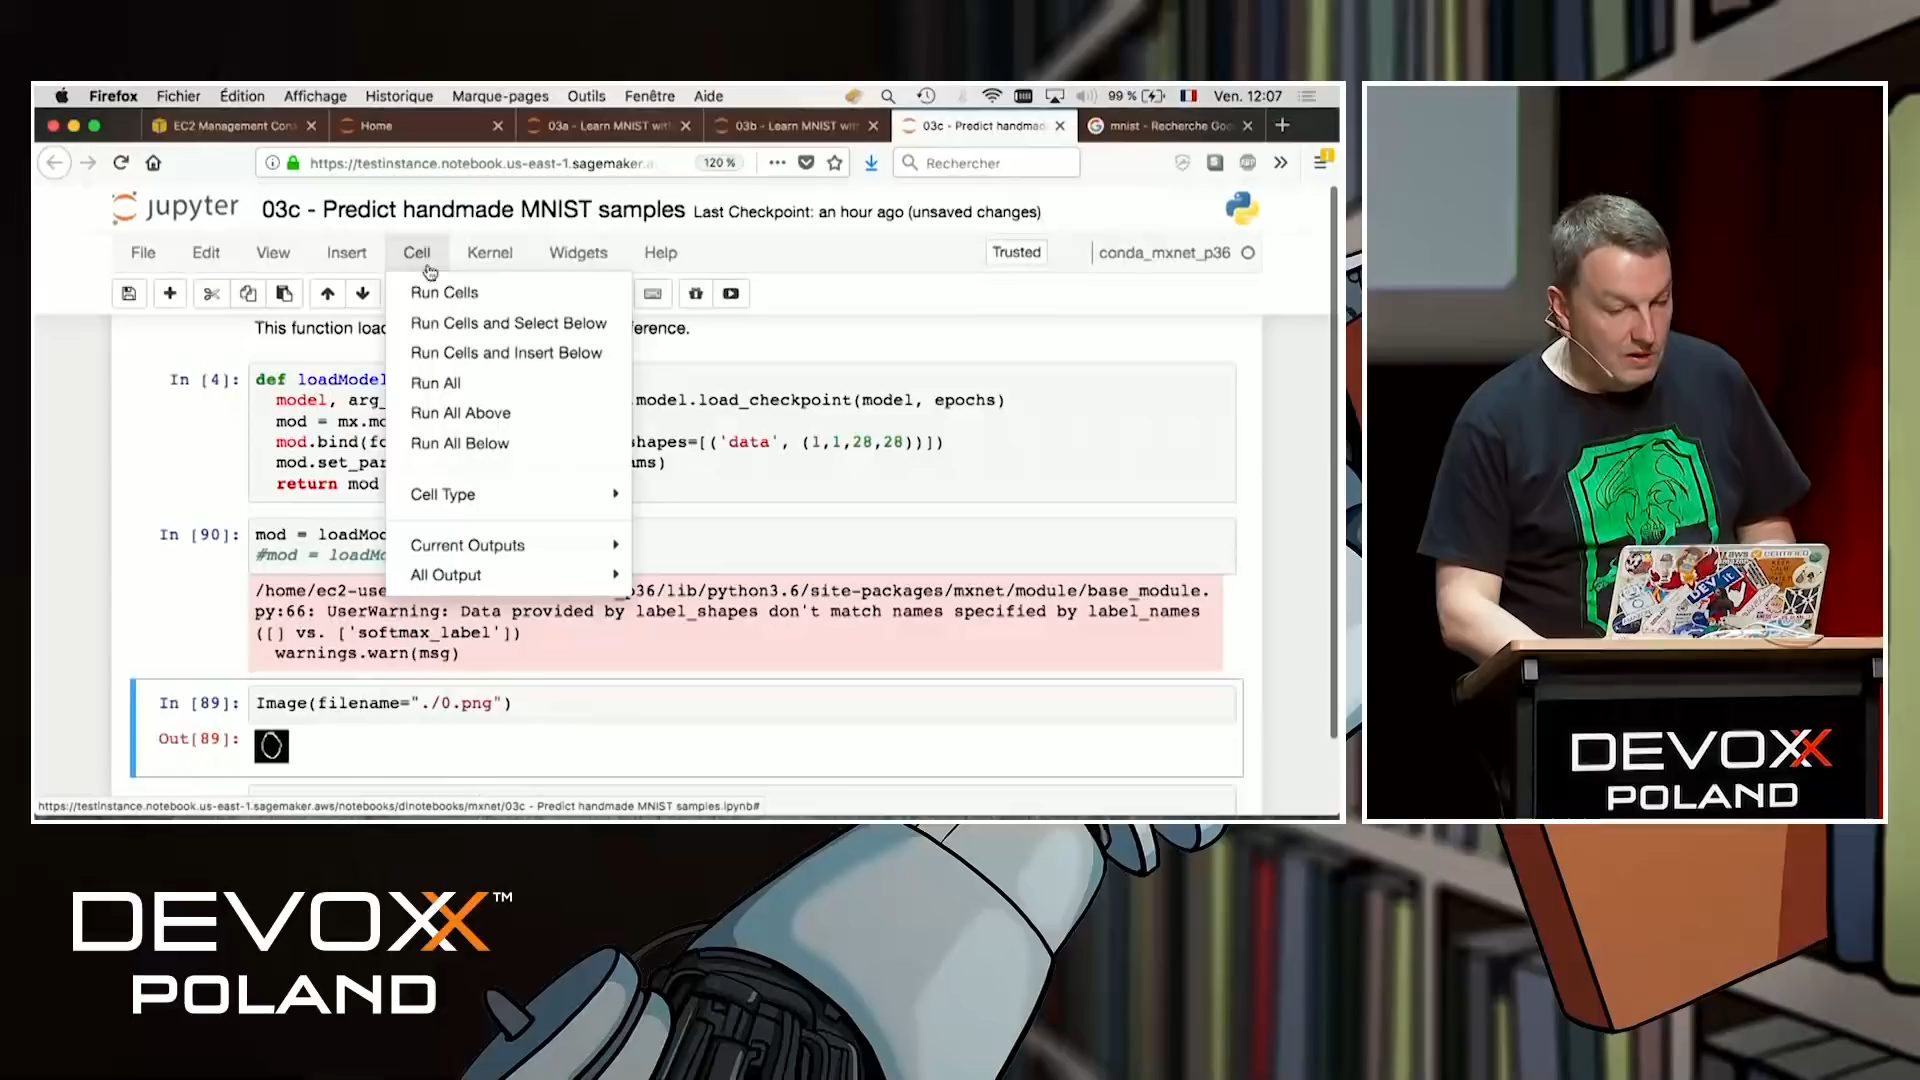 Firefox Fichier Édition Affichage Historique Marque-pages Outils Fenêtre Aide 99 % Ven. 12:07
EC2 Management Con Home 03a - Learn MNIST with 03b - Learn MNIST with 03c - Predict handmad mnist - Recherche Goo
https://testinstance.notebook.us-east-1.sagemaker.a 120 % Rechercher
jupyter 03c - Predict handmade MNIST samples Last Checkpoint: an hour ago (unsaved changes)
File Edit View Insert Cell Kernel Widgets Help Trusted conda_mxnet_p36
Run Cells
Run Cells and Select Below
Run Cells and Insert Below
Run All
Run All Above
Run All Below
Cell Type
Current Outputs
All Output
This function load erence.
In [4]: def loadModel
model, arg_ .model.load_checkpoint(model, epochs)
mod = mx.mo
mod.bind(fo shapes=[('data', (1,1,28,28))])
mod.set_par ms)
return mod
In [90]: mod = loadMod
#mod = loadMo
/home/ec2-use p36/lib/python3.6/site-packages/mxnet/module/base_module.
py:66: UserWarning: Data provided by label_shapes don't match names specified by label_names
([] vs. ['softmax_label'])
warnings.warn(msg)
In [89]: Image(filename="./0.png")
Out[89]:
https://testinstance.notebook.us-east-1.sagemaker.aws/notebooks/dlnotebooks/mxnet/03c - Predict handmade MNIST samples.ipynb#
DEVOXX
POLAND
DEVOXX™
POLAND